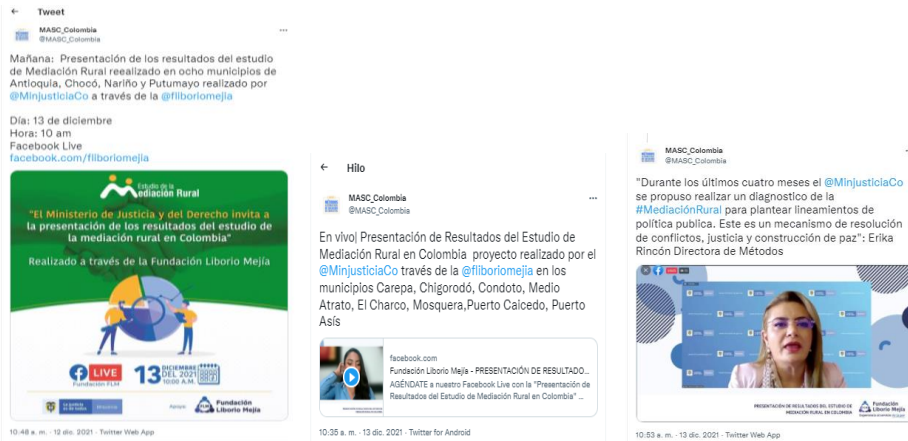 ← Tweet
MASC_Colombia
@MASC_Colombia
Mañana: Presentación de los resultados del estudio
de Mediación Rural reealizado en ocho municipios de
Antioquia, Chocó, Nariño y Putumayo realizado por
@MinjusticiaCo a través de la @fliboriomejia
Día: 13 de diciembre
Hora: 10 am
Facebook Live
facebook.com/fliboriomejia
Estudio de la
Mediación Rural
"El Ministerio de Justicia y del Derecho invita a
la presentación de los resultados del estudio de
la mediación rural en Colombia"
Realizado a través de la Fundación Liborio Mejía
LIVE
Fundación FLM
13 DICIEMBRE
DEL 2021
10:00 A.M.
Fundación
Liborio Mejía
10:48 a. m. · 12 dic. 2021 · Twitter Web App
← Hilo
MASC_Colombia
@MASC_Colombia
En vivo| Presentación de Resultados del Estudio de
Mediación Rural en Colombia proyecto realizado por el
@MinjusticiaCo través de la @fliboriomejia en los
municipios Carepa, Chigorodó, Condoto, Medio
Atrato, El Charco, Mosquera,Puerto Caicedo, Puerto
Asís
facebook.com
Fundación Liborio Mejía - PRESENTACIÓN DE RESULTADO...
AGÉNDATE a nuestro Facebook Live con la "Presentación de
Resultados del Estudio de Mediación Rural en Colombia" ...
10:35 a. m. · 13 dic. 2021 · Twitter for Android
MASC_Colombia
@MASC_Colombia
"Durante los últimos cuatro meses el @MinjusticiaCo
se propuso realizar un diagnostico de la
#MediaciónRural para plantear lineamientos de
política publica. Este es un mecanismo de resolución
de conflictos, justicia y construcción de paz": Erika
Rincón Directora de Métodos
PRESENTACIÓN DE RESULTADOS DEL ESTUDIO DE
MEDIACIÓN RURAL EN COLOMBIA
Fundación
Liborio Mejía
10:53 a. m. · 13 dic. 2021 · Twitter Web App